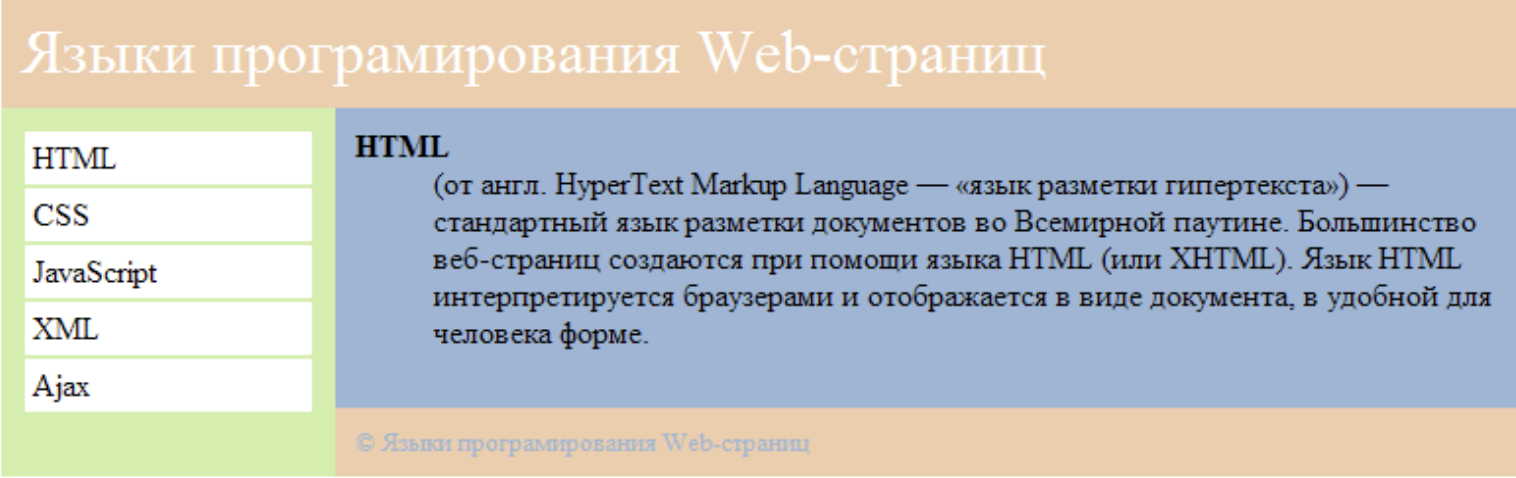 Языки програмирования Web-страниц
HTML
CSS
JavaScript
XML
Ajax
HTML
(от англ. HyperText Markup Language — «язык разметки гипертекста») —
стандартный язык разметки документов во Всемирной паутине. Большинство
веб-страниц создаются при помощи языка HTML (или XHTML). Язык HTML
интерпретируется браузерами и отображается в виде документа, в удобной для
человека форме.
© Языки програмирования Web-страниц